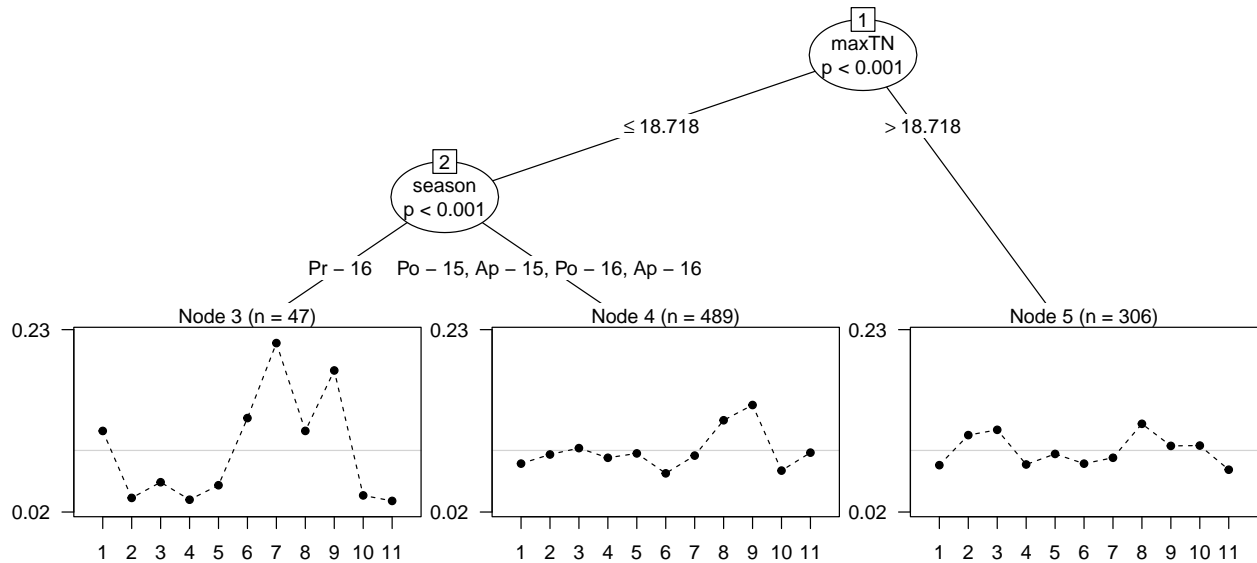 1
maxTN
p < 0.001
≤ 18.718
> 18.718
2
season
p < 0.001
Pr − 16
Po − 15, Ap − 15, Po − 16, Ap − 16
Node 3 (n = 47)
0.23
0.02
1 2 3 4 5 6 7 8 9 10 11
Node 4 (n = 489)
0.23
0.02
1 2 3 4 5 6 7 8 9 10 11
Node 5 (n = 306)
0.23
0.02
1 2 3 4 5 6 7 8 9 10 11